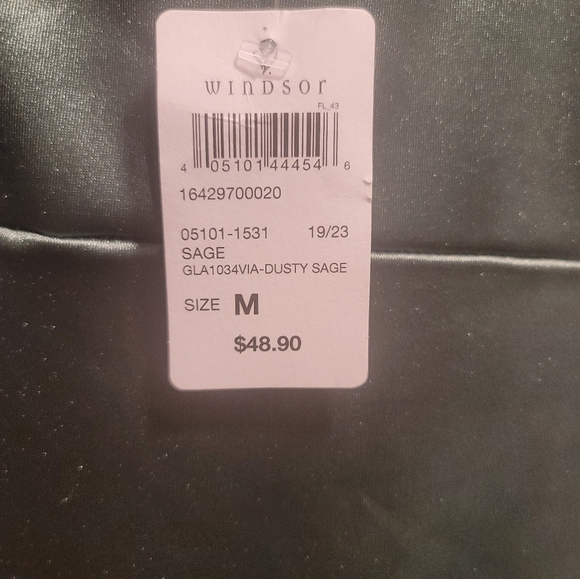 WINDSOR
FL_43
4 05101 44454 6
16429700020
05101-1531 19/23
SAGE
GLA1034VIA-DUSTY SAGE
SIZE M
$48.90